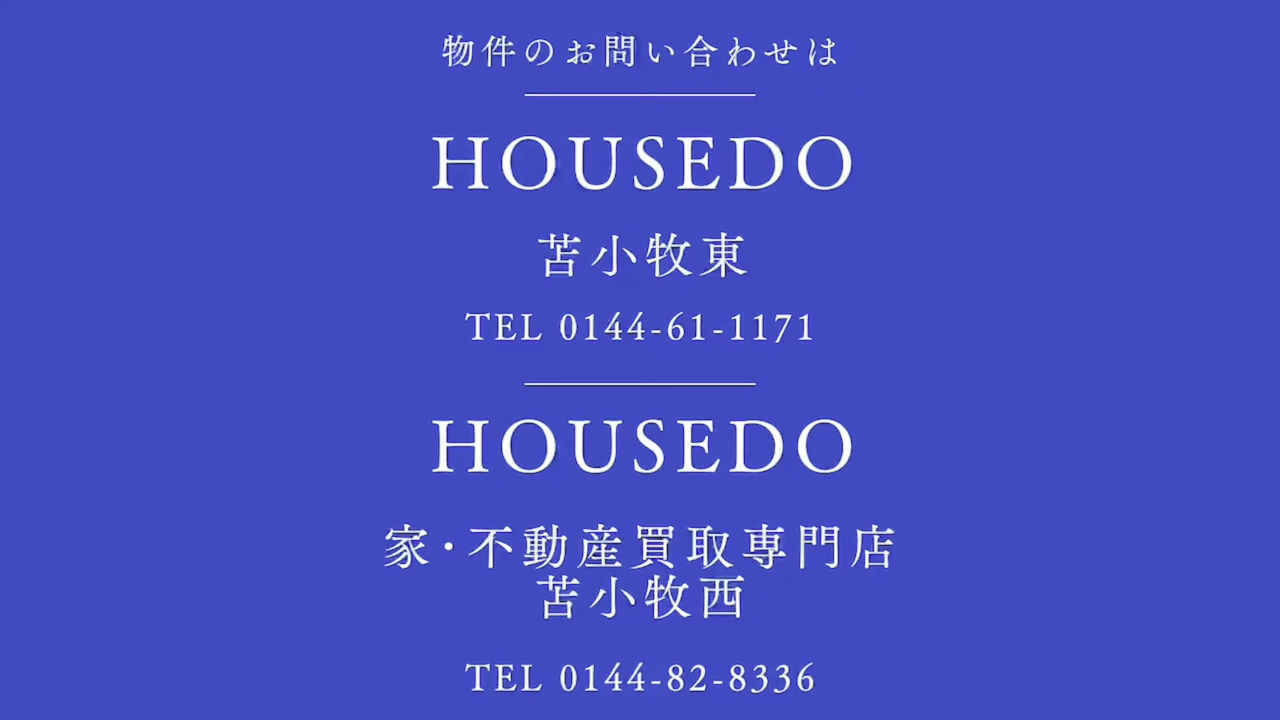 物件のお問い合わせは
HOUSEDO
苫小牧東
TEL 0144-61-1171
HOUSEDO
家・不動産買取専門店
苫小牧西
TEL 0144-82-8336